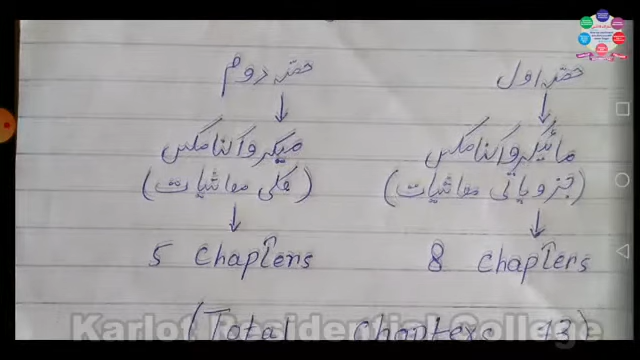 حصہ اول حصہ دوم
مائیکرو اکنامکس میکرو اکنامکس
(جزویاتی معاشیات) (کلی معاشیات)
8 Chapters 5 Chapters
(Total Chapters 13)
Karlot Residential College